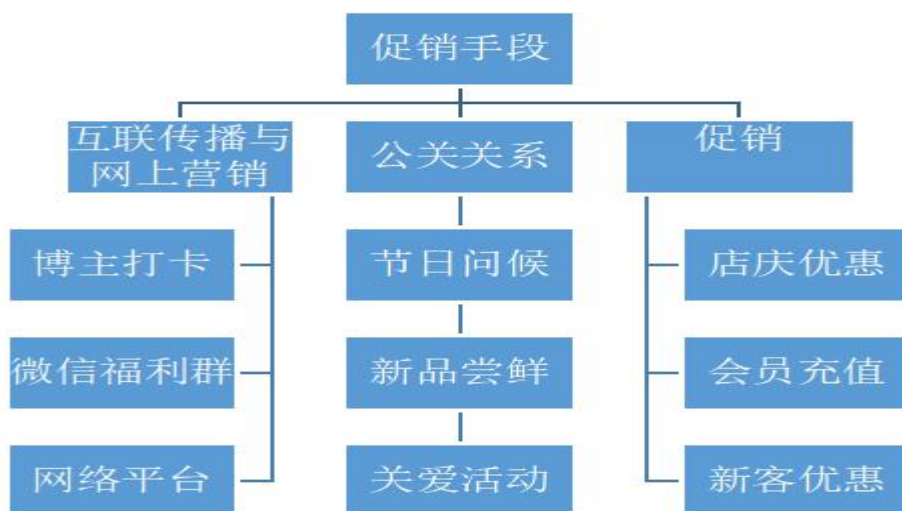 促销手段
互联传播与
网上营销
公关关系
促销
博主打卡
节日问候
店庆优惠
微信福利群
新品尝鲜
会员充值
网络平台
关爱活动
新客优惠